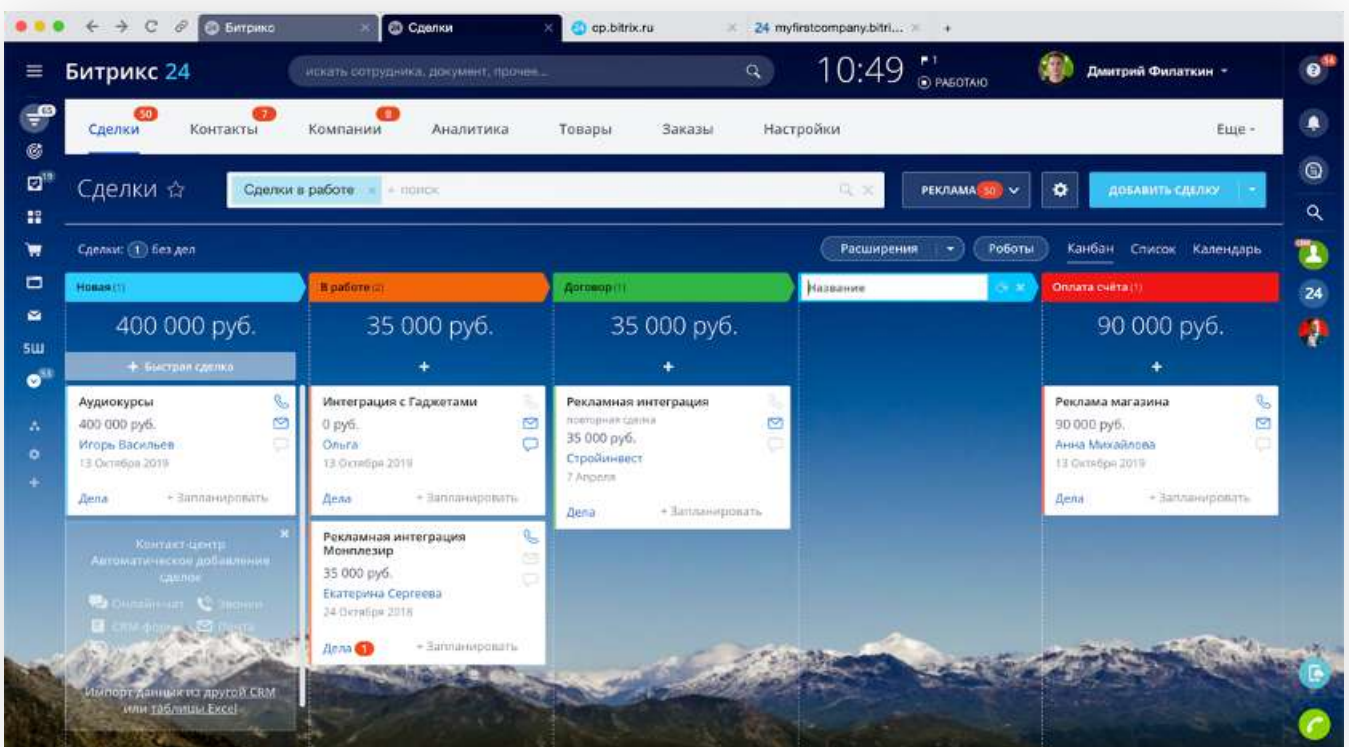 Битрикс
Сделки
cp.bitrix.ru
24 myfirstcompany.bitri...
+
Битрикс 24
искать сотрудника, документ, прочее...
10:49
1
РАБОТАЮ
Дмитрий Филаткин
65
Сделки 50
Контакты 7
Компании 8
Аналитика
Товары
Заказы
Настройки
Еще
19
Сделки
Сделки в работе × + поиск
РЕКЛАМА 50
ДОБАВИТЬ СДЕЛКУ
Сделки: 1 без дел
Расширения
Роботы
Канбан
Список
Календарь
24
5Ш
Новая (1)
400 000 руб.
+ Быстрая сделка
Аудиокурсы
400 000 руб.
Игорь Васильев
13 Октября 2019
Дела + Запланировать
Контакт-центр
Автоматическое добавление
сделок
Онлайн-чат Звонки
CRM-формы Почта
Импорт данных из другой CRM
или таблицы Excel
В работе (2)
35 000 руб.
+
Интеграция с Гаджетами
0 руб.
Ольга
13 Октября 2019
Дела + Запланировать
Рекламная интеграция
Монплезир
35 000 руб.
Екатерина Сергеева
24 Октября 2018
Дела 1 + Запланировать
Договор (1)
35 000 руб.
+
Рекламная интеграция
повторная сделка
35 000 руб.
Стройинвест
7 Апреля
Дела + Запланировать
Название
Оплата счёта (1)
90 000 руб.
+
Реклама магазина
90 000 руб.
Анна Михайлова
13 Октября 2019
Дела + Запланировать